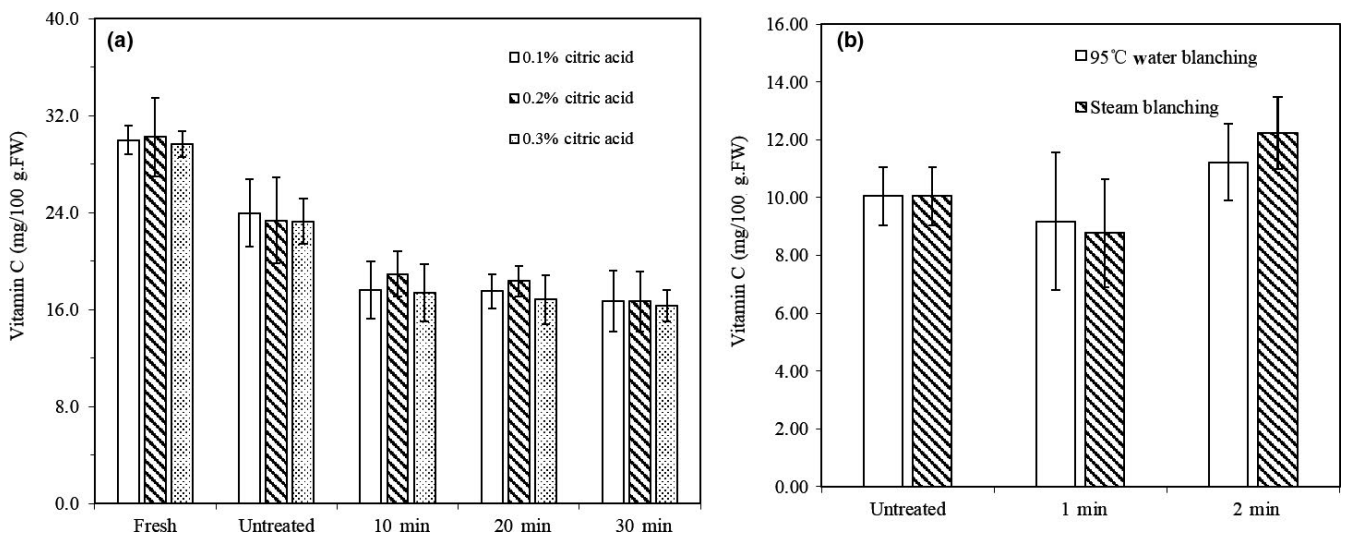 (a)
40.0
32.0
24.0
16.0
8.0
0.0
Vitamin C (mg/100 g.FW)
0.1% citric acid
0.2% citric acid
0.3% citric acid
Fresh Untreated 10 min 20 min 30 min
(b)
16.00
14.00
12.00
10.00
8.00
6.00
4.00
2.00
0.00
Vitamin C (mg/100 g.FW)
95℃ water blanching
Steam blanching
Untreated 1 min 2 min